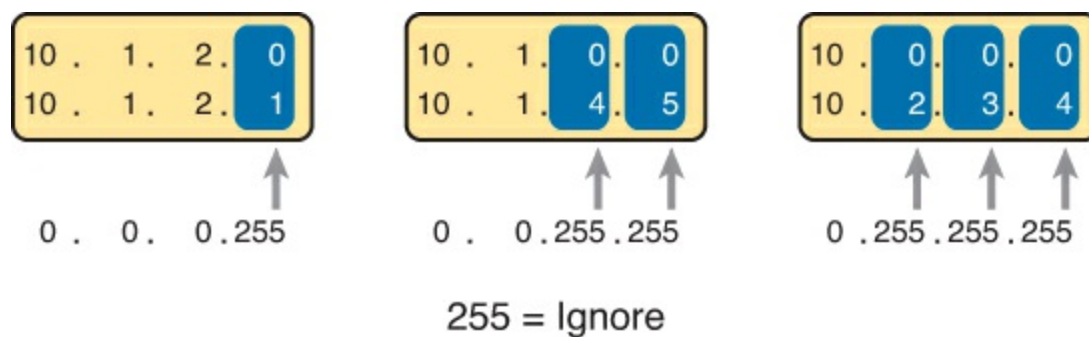 10 . 1 . 2 . 0
10 . 1 . 2 . 1
0 . 0 . 0 . 255
10 . 1 . 0 . 0
10 . 1 . 4 . 5
0 . 0 . 255 . 255
10 . 0 . 0 . 0
10 . 2 . 3 . 4
0 . 255 . 255 . 255
255 = Ignore